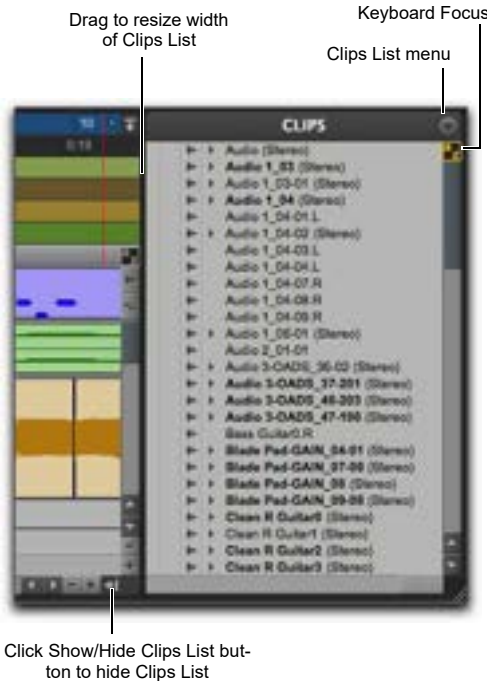 Keyboard Focus
Drag to resize width
of Clips List
Clips List menu
CLIPS
Audio (Stereo)
Audio 1_03 (Stereo)
Audio 1_03-01 (Stereo)
Audio 1_04 (Stereo)
Audio 1_04-01.L
Audio 1_04-02 (Stereo)
Audio 1_04-03.L
Audio 1_04-04.L
Audio 1_04-07.R
Audio 1_04-08.R
Audio 1_04-09.R
Audio 1_06-01 (Stereo)
Audio 2_01-01
Audio 3-OADS_36-02 (Stereo)
Audio 3-OADS_37-201 (Stereo)
Audio 3-OADS_46-203 (Stereo)
Audio 3-OADS_47-106 (Stereo)
Bass Guitar0.R
Blade Pad-GAIN_04-01 (Stereo)
Blade Pad-GAIN_07-00 (Stereo)
Blade Pad-GAIN_08 (Stereo)
Blade Pad-GAIN_09-08 (Stereo)
Clean R Guitar0 (Stereo)
Clean R Guitar1 (Stereo)
Clean R Guitar2 (Stereo)
Clean R Guitar3 (Stereo)
Click Show/Hide Clips List but-
ton to hide Clips List